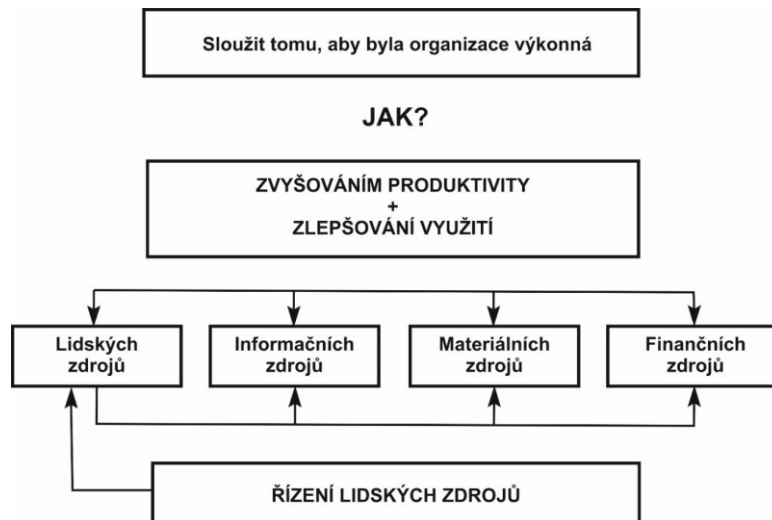 Sloužit tomu, aby byla organizace výkonná
JAK?
ZVYŠOVÁNÍM PRODUKTIVITY
+
ZLEPŠOVÁNÍ VYUŽITÍ
Lidských
zdrojů
Informačních
zdrojů
Materiálních
zdrojů
Finančních
zdrojů
ŘÍZENÍ LIDSKÝCH ZDROJŮ